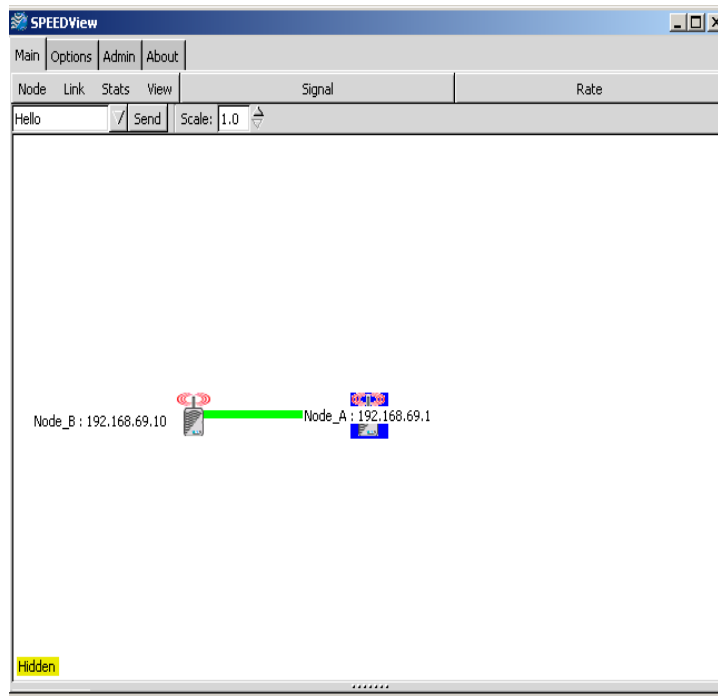 SPEEDView
Main Options Admin About
Node Link Stats View Signal Rate
Hello Send Scale: 1.0
Node_B : 192.168.69.10
Node_A : 192.168.69.1
Hidden